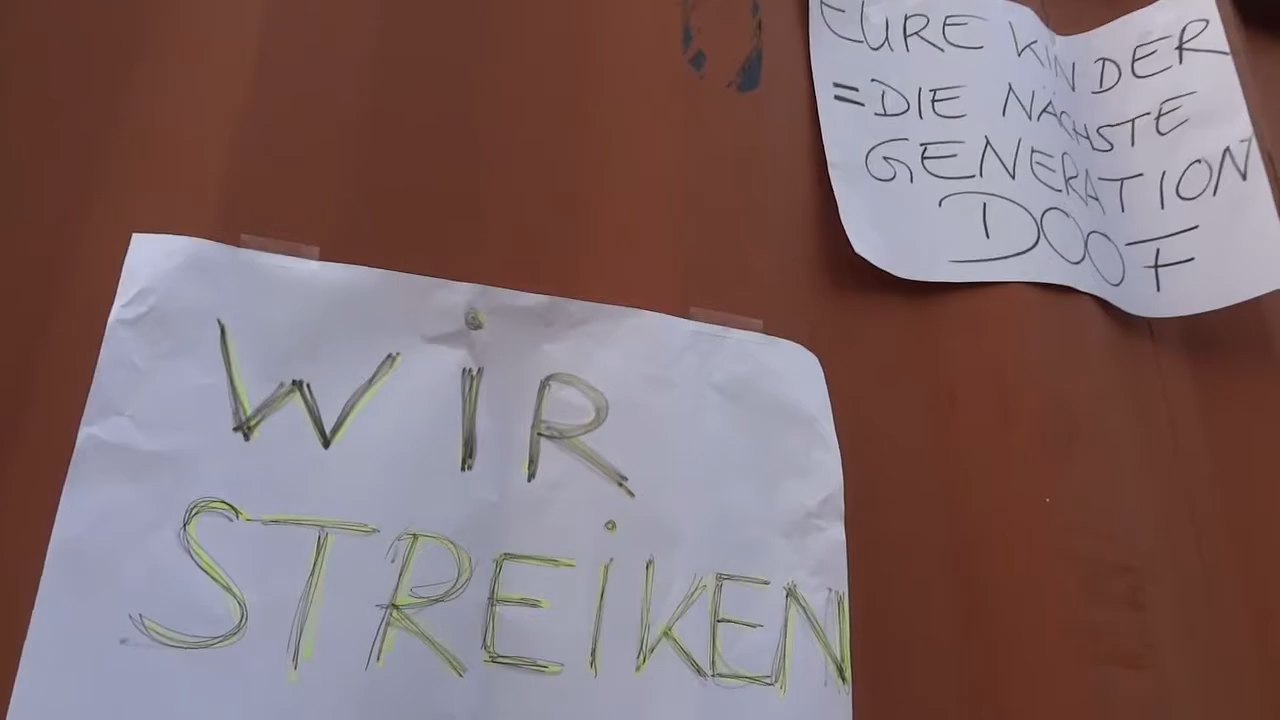 EURE KINDER
=DIE NÄCHSTE
GENERATION
DOOF
WiR
STREiKEN